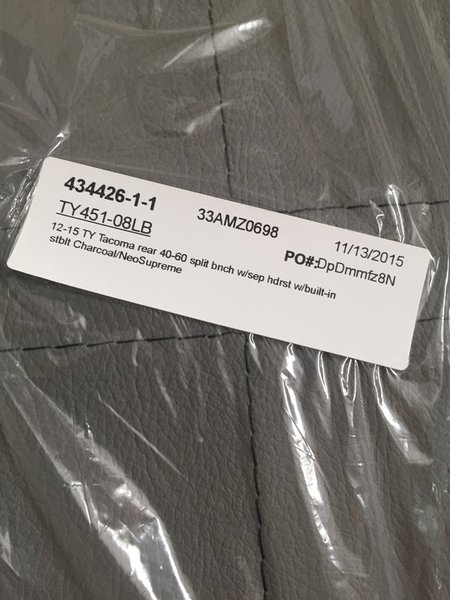 434426-1-1 33AMZ0698 11/13/2015
TY451-08LB PO#:DpDmmfz8N
12-15 TY Tacoma rear 40-60 split bnch w/sep hdrst w/built-in
stblt Charcoal/NeoSupreme